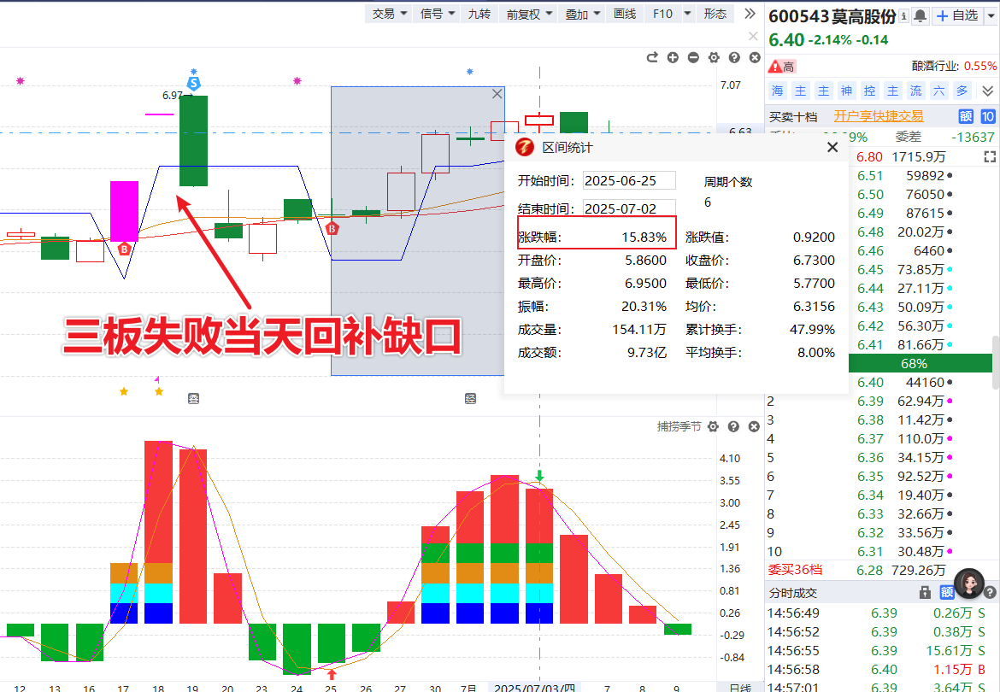 交易 信号 九转 前复权 叠加 画线 F10 形态
600543 莫高股份 自选
6.40 -2.14% -0.14
高 酿酒行业: 0.55%
海 主 主 神 控 主 流 六 多
买卖十档 开户享快捷交易 额 10
9% 委差 -13637
6.80 1715.9万
6.51 59892
6.50 76050
6.49 87615
6.48 20.02万
6.46 6460
6.45 73.85万
6.44 27.11万
6.43 50.09万
6.42 56.30万
6.41 81.66万
68%
6.40 44160
2 6.39 62.94万
3 6.38 11.42万
4 6.37 110.0万
5 6.36 34.15万
6 6.35 92.52万
7 6.34 19.40万
8 6.33 32.66万
9 6.32 33.56万
10 6.31 30.48万
委买36档 6.28 729.26万
分时成交 额
14:56:49 6.39 0.26万 S
14:56:52 6.39 0.38万 S
14:56:55 6.39 15.61万 S
14:56:58 6.40 1.15万 B
14:57:01 6.39 3.64万 S
7.07
6.63
S
6.97
B
B
区间统计
开始时间: 2025-06-25 周期个数
结束时间: 2025-07-02 6
涨跌幅: 15.83% 涨跌值: 0.9200
开盘价: 5.8600 收盘价: 6.7300
最高价: 6.9500 最低价: 5.7700
振幅: 20.31% 均价: 6.3156
成交量: 154.11万 累计换手: 47.99%
成交额: 9.73亿 平均换手: 8.00%
三板失败当天回补缺口
捕捞季节
4.10
3.55
3.00
2.45
1.91
1.36
0.81
0.26
-0.29
-0.84
12 13 16 17 18 19 20 23 24 25 26 27 30 7月 2025/07/03/四 7 8 9 日线